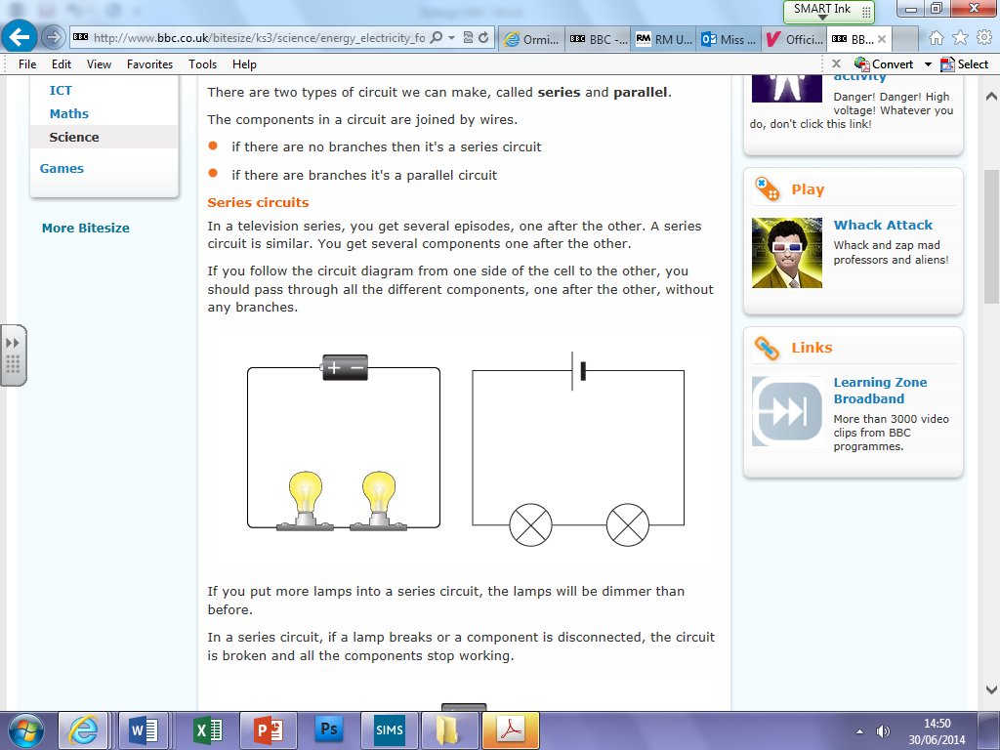 SMART Ink
http://www.bbc.co.uk/bitesize/ks3/science/energy_electricity_fo
Ormi...
BBC -...
RM U...
Miss ...
Offici...
BB...
File Edit View Favorites Tools Help
Convert
Select
ICT
Maths
Science
Games
More Bitesize
There are two types of circuit we can make, called series and parallel.
The components in a circuit are joined by wires.
if there are no branches then it's a series circuit
if there are branches it's a parallel circuit
Series circuits
In a television series, you get several episodes, one after the other. A series
circuit is similar. You get several components one after the other.
If you follow the circuit diagram from one side of the cell to the other, you
should pass through all the different components, one after the other, without
any branches.
+ −
If you put more lamps into a series circuit, the lamps will be dimmer than
before.
In a series circuit, if a lamp breaks or a component is disconnected, the circuit
is broken and all the components stop working.
activity
Danger! Danger! High
voltage! Whatever you
do, don't click this link!
Play
Whack Attack
Whack and zap mad
professors and aliens!
Links
Learning Zone
Broadband
More than 3000 video
clips from BBC
programmes.
Ps
SIMS
14:50
30/06/2014